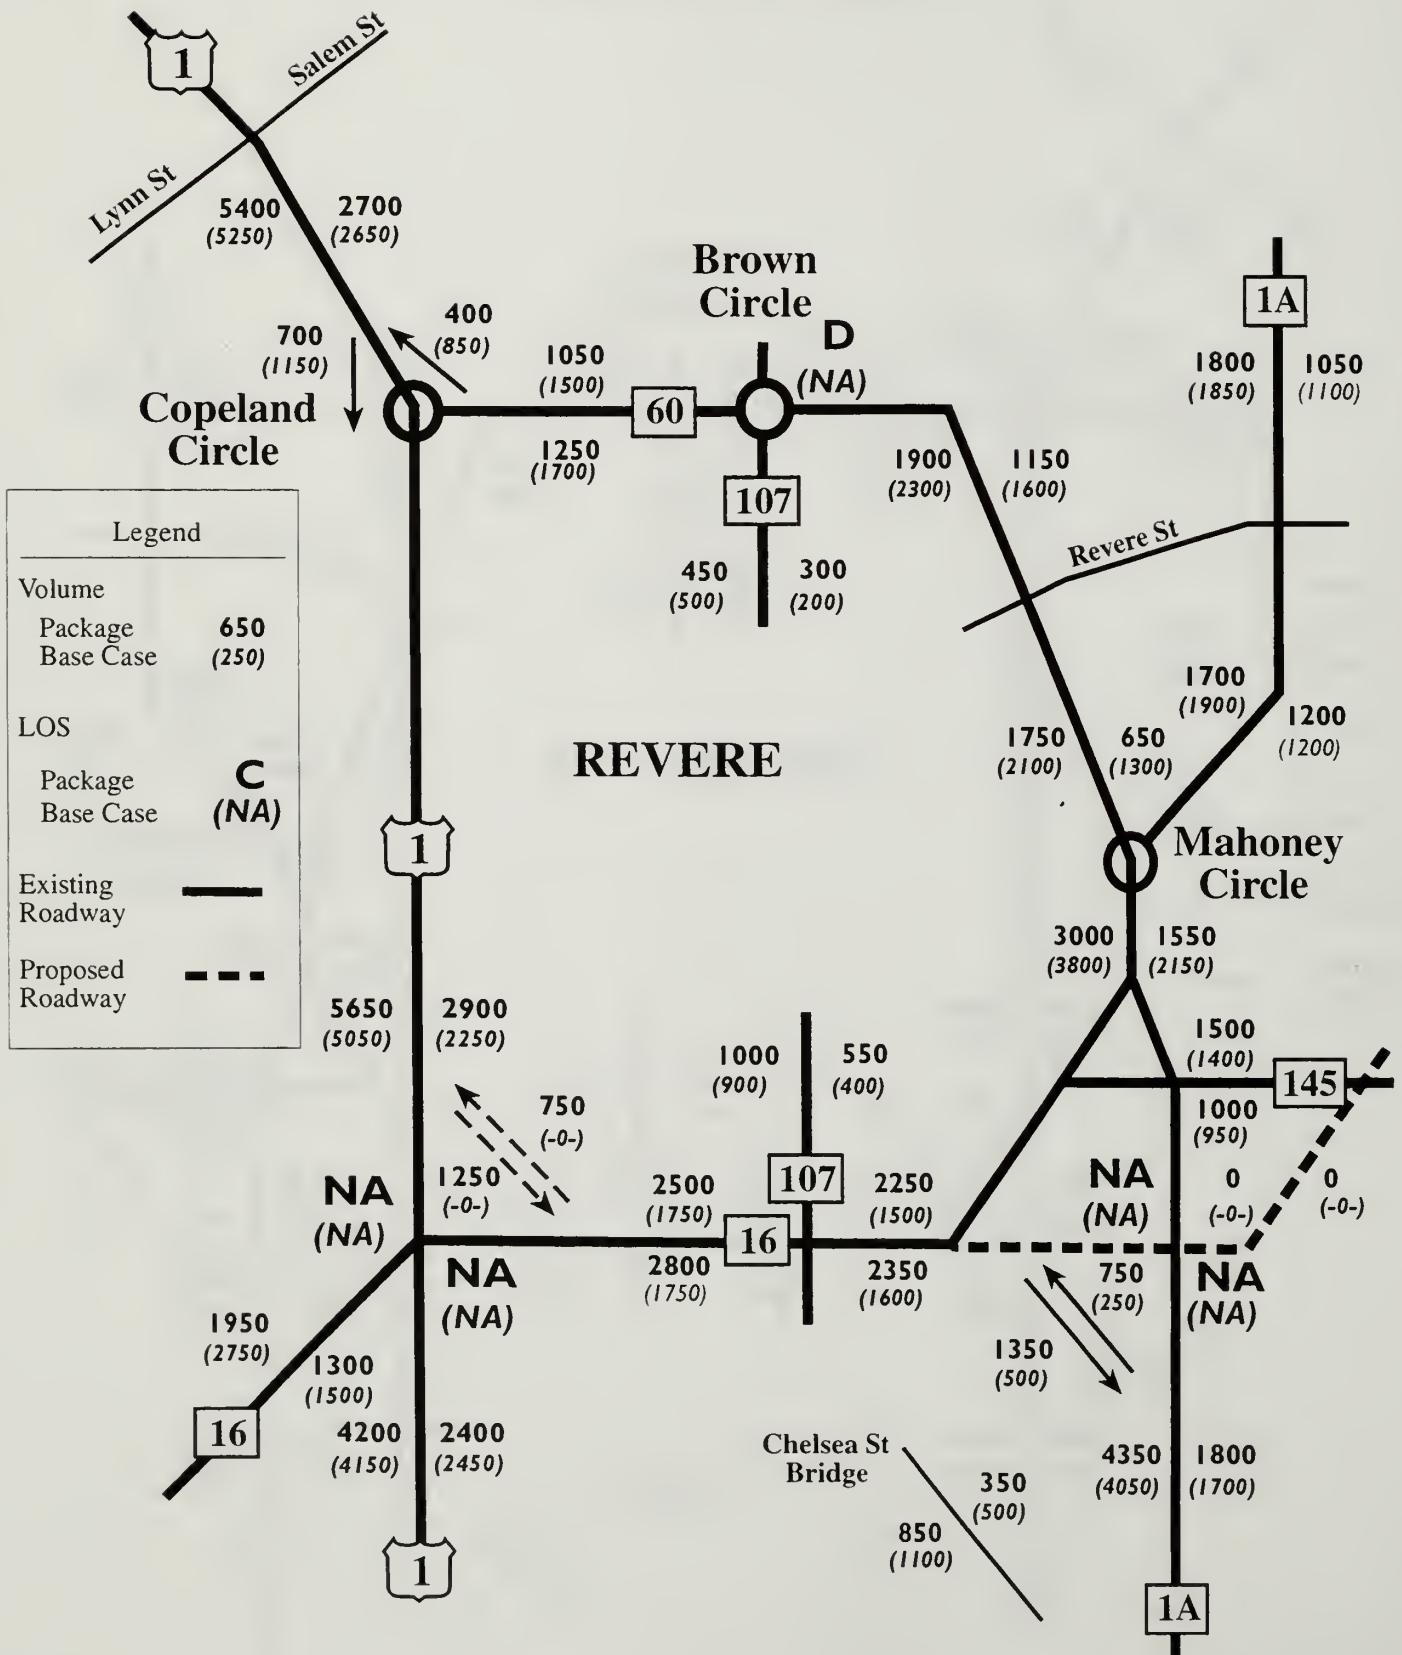 1
Salem St
Lynn St
5400
(5250)
2700
(2650)
Brown
Circle
D
(NA)
1A
1800
(1850)
1050
(1100)
700
(1150)
400
(850)
1050
(1500)
60
1250
(1700)
Copeland
Circle
107
450
(500)
300
(200)
1900
(2300)
1150
(1600)
Revere St
Legend
Volume
Package 650
Base Case (250)
LOS
Package C
Base Case (NA)
Existing
Roadway
Proposed
Roadway
REVERE
1700
(1900)
1200
(1200)
1750
(2100)
650
(1300)
1
Mahoney
Circle
3000
(3800)
1550
(2150)
5650
(5050)
2900
(2250)
1000
(900)
550
(400)
1500
(1400)
145
1000
(950)
750
(-0-)
1250
(-0-)
NA
(NA)
2500
(1750)
107
2250
(1500)
NA
(NA)
0
(-0-)
0
(-0-)
16
NA
(NA)
2800
(1750)
2350
(1600)
750
(250)
NA
(NA)
1350
(500)
1950
(2750)
1300
(1500)
16
4200
(4150)
2400
(2450)
Chelsea St
Bridge
350
(500)
850
(1100)
4350
(4050)
1800
(1700)
1
1A